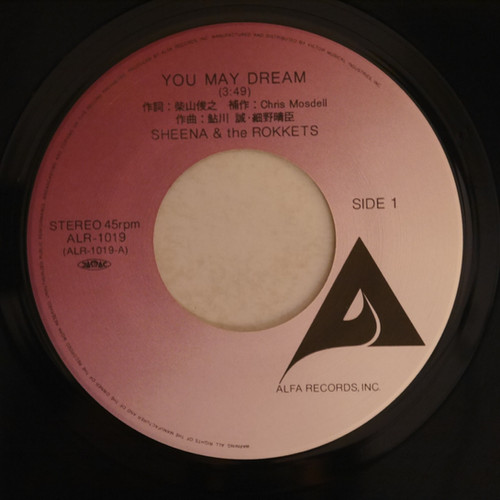 YOU MAY DREAM
(3:49)
作詞：柴山俊之 補作：Chris Mosdell
作曲：鮎川 誠・細野晴臣
SHEENA & the ROKKETS
SIDE 1
STEREO 45rpm
ALR-1019
(ALR-1019-A)
ALFA RECORDS, INC.